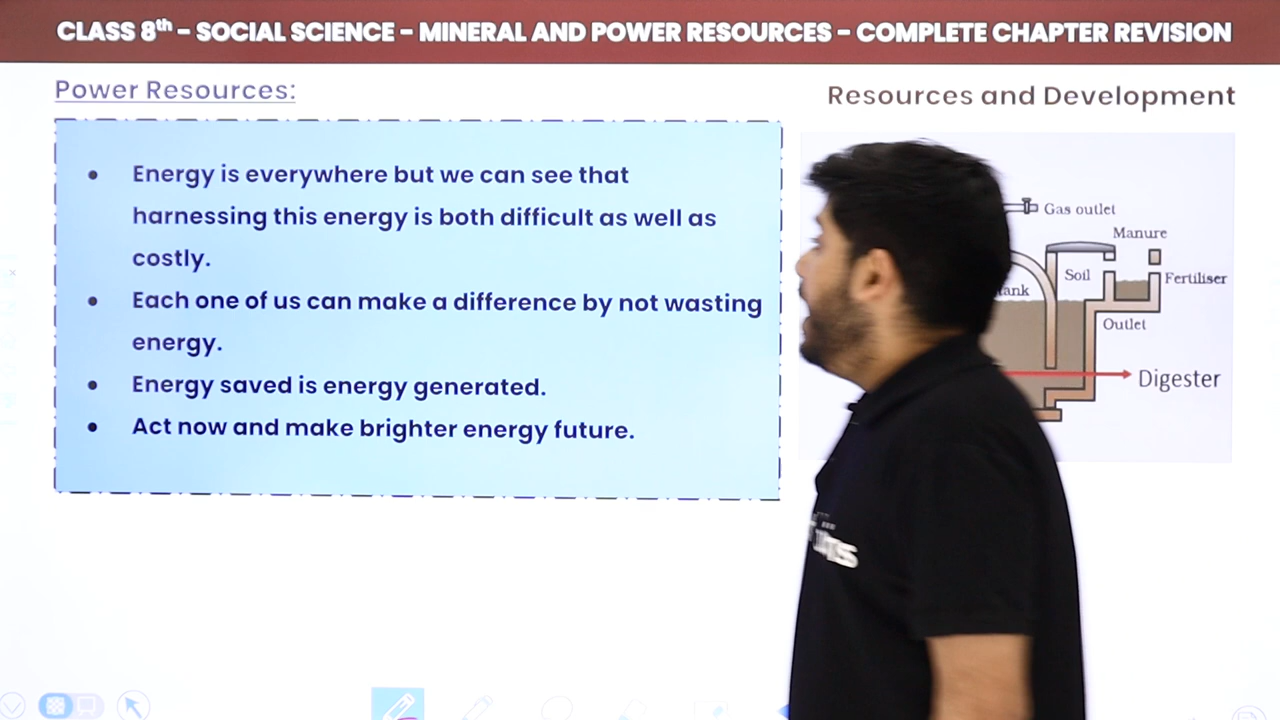 CLASS 8th – SOCIAL SCIENCE – MINERAL AND POWER RESOURCES – COMPLETE CHAPTER REVISION
Power Resources:
Resources and Development
• Energy is everywhere but we can see that
harnessing this energy is both difficult as well as
costly.
• Each one of us can make a difference by not wasting
energy.
• Energy saved is energy generated.
• Act now and make brighter energy future.
Gas outlet
Manure
Soil
Fertiliser
Outlet
Digester